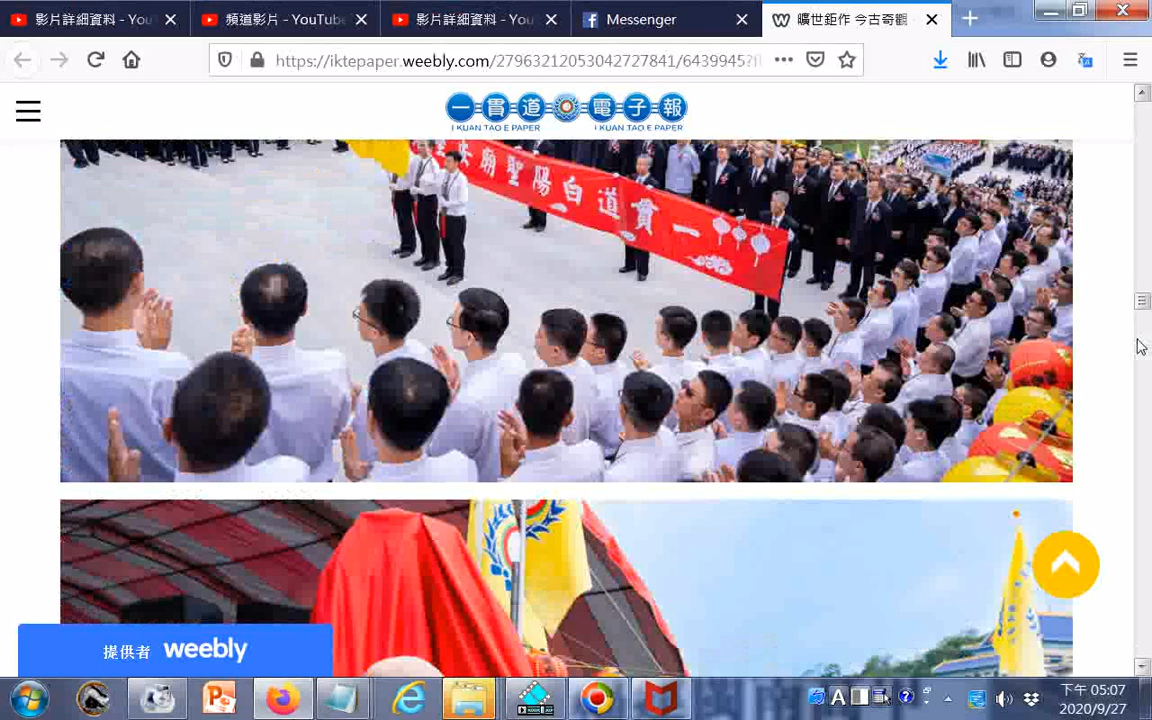 影片詳細資料 - You
頻道影片 - YouTube
影片詳細資料 - You
Messenger
曠世鉅作 今古奇觀
https://iktepaper.weebly.com/27963212053042727841/6439945?fl
一貫道電子報
I KUAN TAO E PAPER
I KUAN TAO E PAPER
廟聖陽白道貫一
提供者 weebly
下午 05:07
2020/9/27